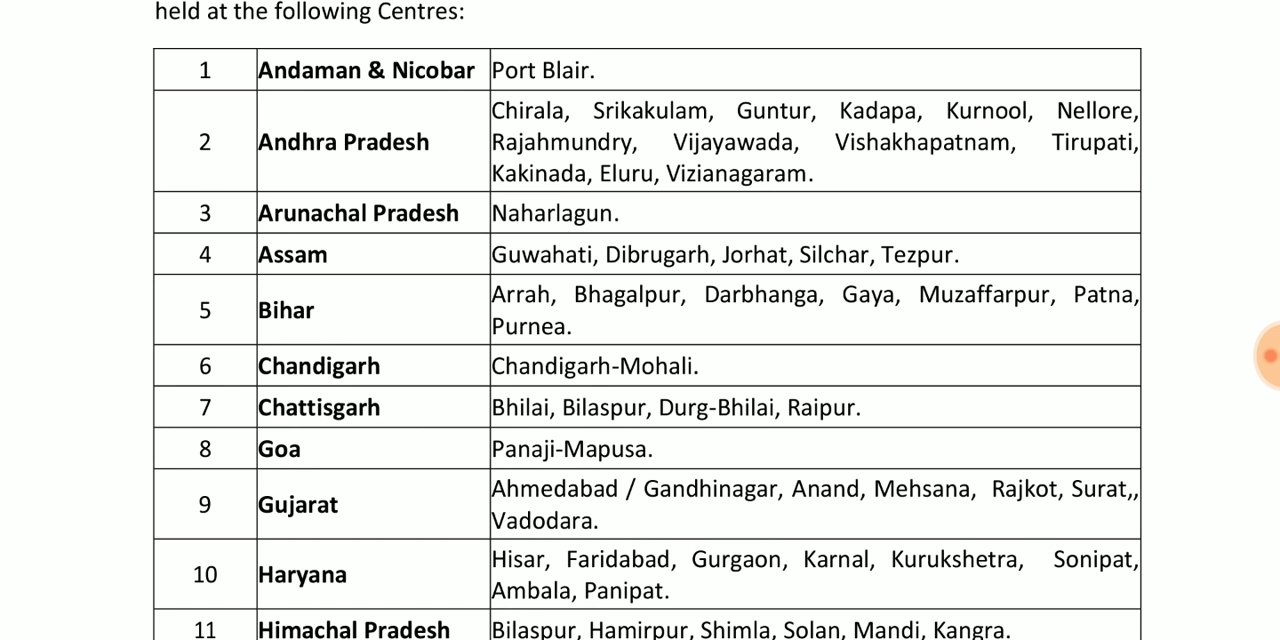 held at the following Centres:
1 Andaman & Nicobar Port Blair.
2 Andhra Pradesh Chirala, Srikakulam, Guntur, Kadapa, Kurnool, Nellore,
Rajahmundry, Vijayawada, Vishakhapatnam, Tirupati,
Kakinada, Eluru, Vizianagaram.
3 Arunachal Pradesh Naharlagun.
4 Assam Guwahati, Dibrugarh, Jorhat, Silchar, Tezpur.
5 Bihar Arrah, Bhagalpur, Darbhanga, Gaya, Muzaffarpur, Patna,
Purnea.
6 Chandigarh Chandigarh-Mohali.
7 Chattisgarh Bhilai, Bilaspur, Durg-Bhilai, Raipur.
8 Goa Panaji-Mapusa.
9 Gujarat Ahmedabad / Gandhinagar, Anand, Mehsana, Rajkot, Surat,,
Vadodara.
10 Haryana Hisar, Faridabad, Gurgaon, Karnal, Kurukshetra, Sonipat,
Ambala, Panipat.
11 Himachal Pradesh Bilaspur, Hamirpur, Shimla, Solan, Mandi, Kangra.